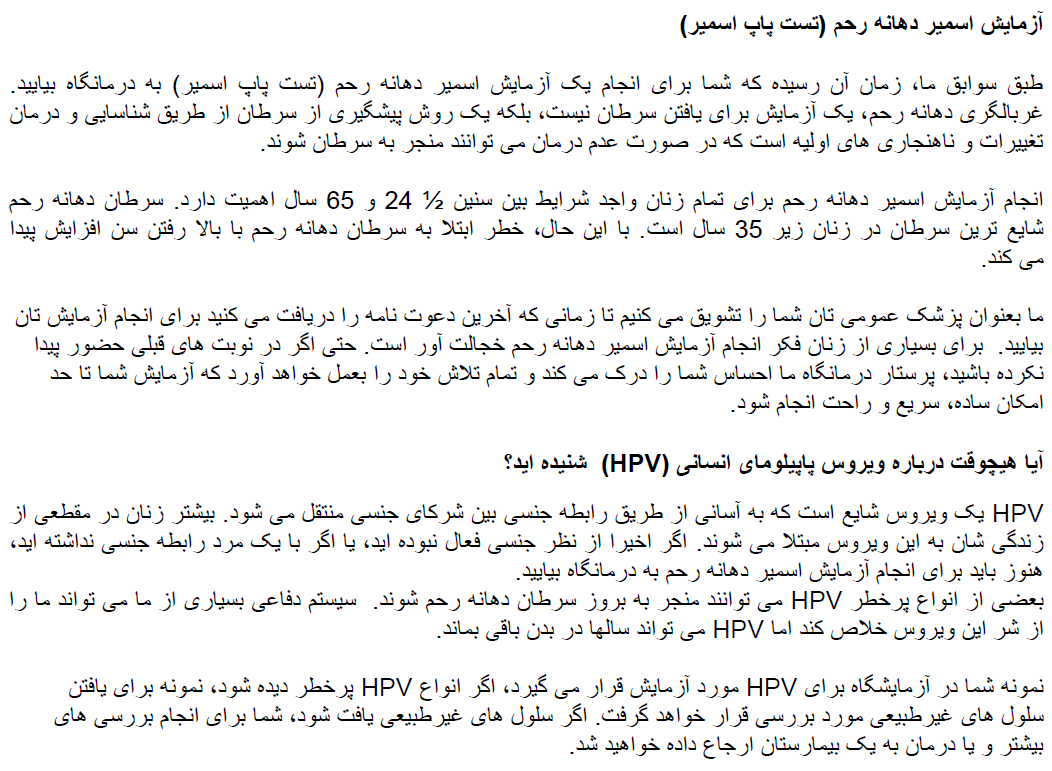 آزمایش اسمیر دهانه رحم (تست پاپ اسمیر)
طبق سوابق ما، زمان آن رسیده که شما برای انجام یک آزمایش اسمیر دهانه رحم (تست پاپ اسمیر) به درمانگاه بیایید.
غربالگری دهانه رحم، یک آزمایش برای یافتن سرطان نیست، بلکه یک روش پیشگیری از سرطان از طریق شناسایی و درمان
تغییرات و ناهنجاری های اولیه است که در صورت عدم درمان می توانند منجر به سرطان شوند.
انجام آزمایش اسمیر دهانه رحم برای تمام زنان واجد شرایط بین سنین ½ 24 و 65 سال اهمیت دارد. سرطان دهانه رحم
شایع ترین سرطان در زنان زیر 35 سال است. با این حال، خطر ابتلا به سرطان دهانه رحم با بالا رفتن سن افزایش پیدا
می کند.
ما بعنوان پزشک عمومی تان شما را تشویق می کنیم تا زمانی که آخرین دعوت نامه را دریافت می کنید برای انجام آزمایش تان
بیایید. برای بسیاری از زنان فکر انجام آزمایش اسمیر دهانه رحم خجالت آور است. حتی اگر در نوبت های قبلی حضور پیدا
نکرده باشید، پرستار درمانگاه ما احساس شما را درک می کند و تمام تلاش خود را بعمل خواهد آورد که آزمایش شما تا حد
امکان ساده، سریع و راحت انجام شود.
آیا هیچوقت درباره ویروس پاپیلومای انسانی (HPV) شنیده اید؟
HPV یک ویروس شایع است که به آسانی از طریق رابطه جنسی بین شرکای جنسی منتقل می شود. بیشتر زنان در مقطعی از
زندگی شان به این ویروس مبتلا می شوند. اگر اخیرا از نظر جنسی فعال نبوده اید، یا اگر با یک مرد رابطه جنسی نداشته اید،
هنوز باید برای انجام آزمایش اسمیر دهانه رحم به درمانگاه بیایید.
بعضی از انواع پرخطر HPV می توانند منجر به بروز سرطان دهانه رحم شوند. سیستم دفاعی بسیاری از ما می تواند ما را
از شر این ویروس خلاص کند اما HPV می تواند سالها در بدن باقی بماند.
نمونه شما در آزمایشگاه برای HPV مورد آزمایش قرار می گیرد، اگر انواع HPV پرخطر دیده شود، نمونه برای یافتن
سلول های غیرطبیعی مورد بررسی قرار خواهد گرفت. اگر سلول های غیرطبیعی یافت شود، شما برای انجام بررسی های
بیشتر و یا درمان به یک بیمارستان ارجاع داده خواهید شد.